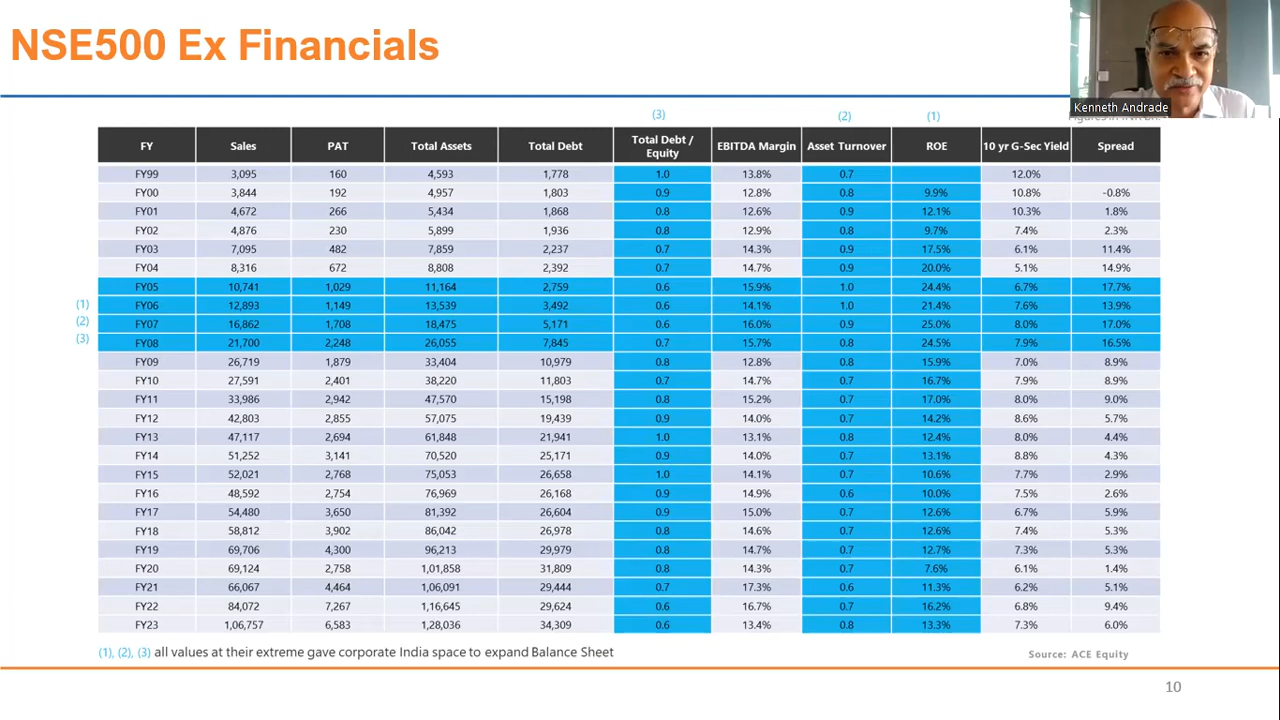 NSE500 Ex Financials
Kenneth Andrade
(3) (2) (1)
FY Sales PAT Total Assets Total Debt Total Debt / Equity EBITDA Margin Asset Turnover ROE 10 yr G-Sec Yield Spread
FY99 3,095 160 4,593 1,778 1.0 13.8% 0.7 12.0%
FY00 3,844 192 4,957 1,803 0.9 12.8% 0.8 9.9% 10.8% -0.8%
FY01 4,672 266 5,434 1,868 0.8 12.6% 0.9 12.1% 10.3% 1.8%
FY02 4,876 230 5,899 1,936 0.8 12.9% 0.8 9.7% 7.4% 2.3%
FY03 7,095 482 7,859 2,237 0.7 14.3% 0.9 17.5% 6.1% 11.4%
FY04 8,316 672 8,808 2,392 0.7 14.7% 0.9 20.0% 5.1% 14.9%
FY05 10,741 1,029 11,164 2,759 0.6 15.9% 1.0 24.4% 6.7% 17.7%
(1) FY06 12,893 1,149 13,539 3,492 0.6 14.1% 1.0 21.4% 7.6% 13.9%
(2) FY07 16,862 1,708 18,475 5,171 0.6 16.0% 0.9 25.0% 8.0% 17.0%
(3) FY08 21,700 2,248 26,055 7,845 0.7 15.7% 0.8 24.5% 7.9% 16.5%
FY09 26,719 1,879 33,404 10,979 0.8 12.8% 0.7 15.9% 7.0% 8.9%
FY10 27,591 2,401 38,220 11,803 0.7 14.7% 0.7 16.7% 7.9% 8.9%
FY11 33,986 2,942 47,570 15,198 0.8 15.2% 0.7 17.0% 8.0% 9.0%
FY12 42,803 2,855 57,075 19,439 0.9 14.0% 0.7 14.2% 8.6% 5.7%
FY13 47,117 2,694 61,848 21,941 1.0 13.1% 0.8 12.4% 8.0% 4.4%
FY14 51,252 3,141 70,520 25,171 0.9 14.0% 0.7 13.1% 8.8% 4.3%
FY15 52,021 2,768 75,053 26,658 1.0 14.1% 0.7 10.6% 7.7% 2.9%
FY16 48,592 2,754 76,969 26,168 0.9 14.9% 0.6 10.0% 7.5% 2.6%
FY17 54,480 3,650 81,392 26,604 0.9 15.0% 0.7 12.6% 6.7% 5.9%
FY18 58,812 3,902 86,042 26,978 0.8 14.6% 0.7 12.6% 7.4% 5.3%
FY19 69,706 4,300 96,213 29,979 0.8 14.7% 0.7 12.7% 7.3% 5.3%
FY20 69,124 2,758 1,01,858 31,809 0.8 14.3% 0.7 7.6% 6.1% 1.4%
FY21 66,067 4,464 1,06,091 29,444 0.7 17.3% 0.6 11.3% 6.2% 5.1%
FY22 84,072 7,267 1,16,645 29,624 0.6 16.7% 0.7 16.2% 6.8% 9.4%
FY23 1,06,757 6,583 1,28,036 34,309 0.6 13.4% 0.8 13.3% 7.3% 6.0%
(1), (2), (3) all values at their extreme gave corporate India space to expand Balance Sheet
Source: ACE Equity
10